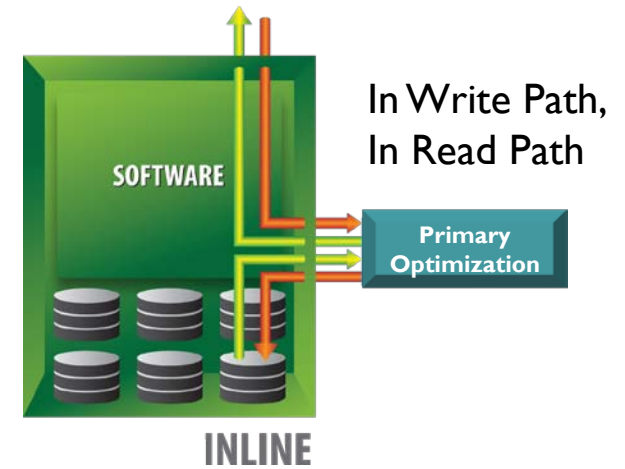 In Write Path,
In Read Path
SOFTWARE
Primary
Optimization
INLINE